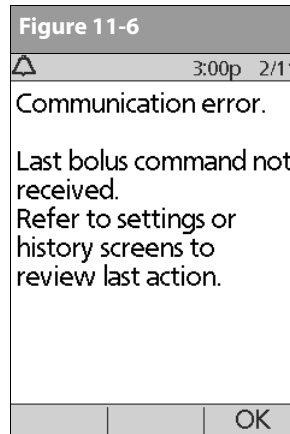 Figure 11-6
3:00p 2/11
Communication error.
Last bolus command not
received.
Refer to settings or
history screens to
review last action.
OK